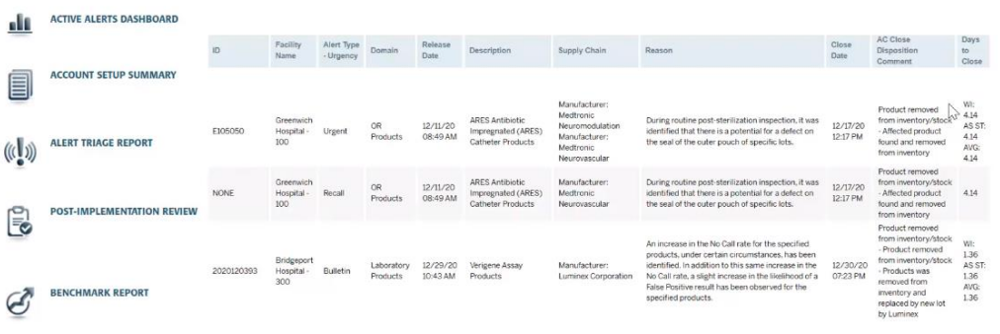 ACTIVE ALERTS DASHBOARD
ACCOUNT SETUP SUMMARY
ALERT TRIAGE REPORT
POST-IMPLEMENTATION REVIEW
BENCHMARK REPORT
ID
Facility
Name
Alert Type
- Urgency
Domain
Release
Date
Description
Supply Chain
Reason
Close
Date
AC Close
Disposition
Comment
Days
to
Close
E105050
Greenwich
Hospital -
100
Urgent
OR
Products
12/11/20
08:49 AM
ARES Antibiotic
Impregnated (ARES)
Catheter Products
Manufacturer:
Medtronic
Neuromodulation
Manufacturer:
Medtronic
Neurovascular
During routine post-sterilization inspection, it was
identified that there is a potential for a defect on
the seal of the outer pouch of specific lots.
12/17/20
12:17 PM
Product removed
from inventory/stock
- Affected product
found and removed
from inventory
WI:
4.14
AS ST:
4.14
AVG:
4.14
NONE
Greenwich
Hospital -
100
Recall
OR
Products
12/11/20
08:49 AM
ARES Antibiotic
Impregnated (ARES)
Catheter Products
Manufacturer:
Medtronic
Neurovascular
During routine post-sterilization inspection, it was
identified that there is a potential for a defect on
the seal of the outer pouch of specific lots.
12/17/20
12:17 PM
Product removed
from inventory/stock
- Affected product
found and removed
from inventory
4.14
2020120393
Bridgeport
Hospital -
300
Bulletin
Laboratory
Products
12/29/20
10:43 AM
Verigene Assay
Products
Manufacturer:
Luminex Corporation
An increase in the No Call rate for the specified
products, under certain circumstances, has been
identified. In addition to this same increase in the
No Call rate, a slight increase in the likelihood of a
False Positive result has been observed for the
specified products.
12/30/20
07:23 PM
Product removed
from inventory/stock
- Product removed
from inventory/stock
- Products was
removed from
inventory and
replaced by new lot
by Luminex
WI:
1.36
AS ST:
1.36
AVG:
1.36